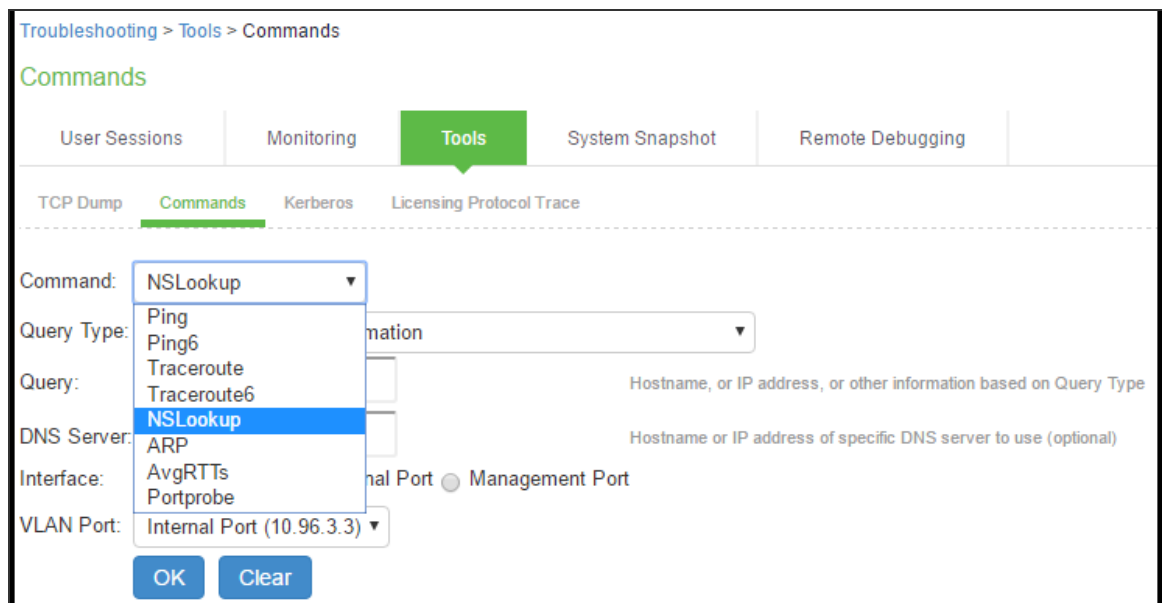 Troubleshooting > Tools > Commands
Commands
User Sessions Monitoring Tools System Snapshot Remote Debugging
TCP Dump Commands Kerberos Licensing Protocol Trace
Command: NSLookup
Ping
Query Type:
Ping6
Traceroute
Query: Hostname, or IP address, or other information based on Query Type
Traceroute6
NSLookup
DNS Server: Hostname or IP address of specific DNS server to use (optional)
ARP
AvgRTTs
Interface: Port Management Port
Portprobe
VLAN Port: Internal Port (10.96.3.3)
OK Clear